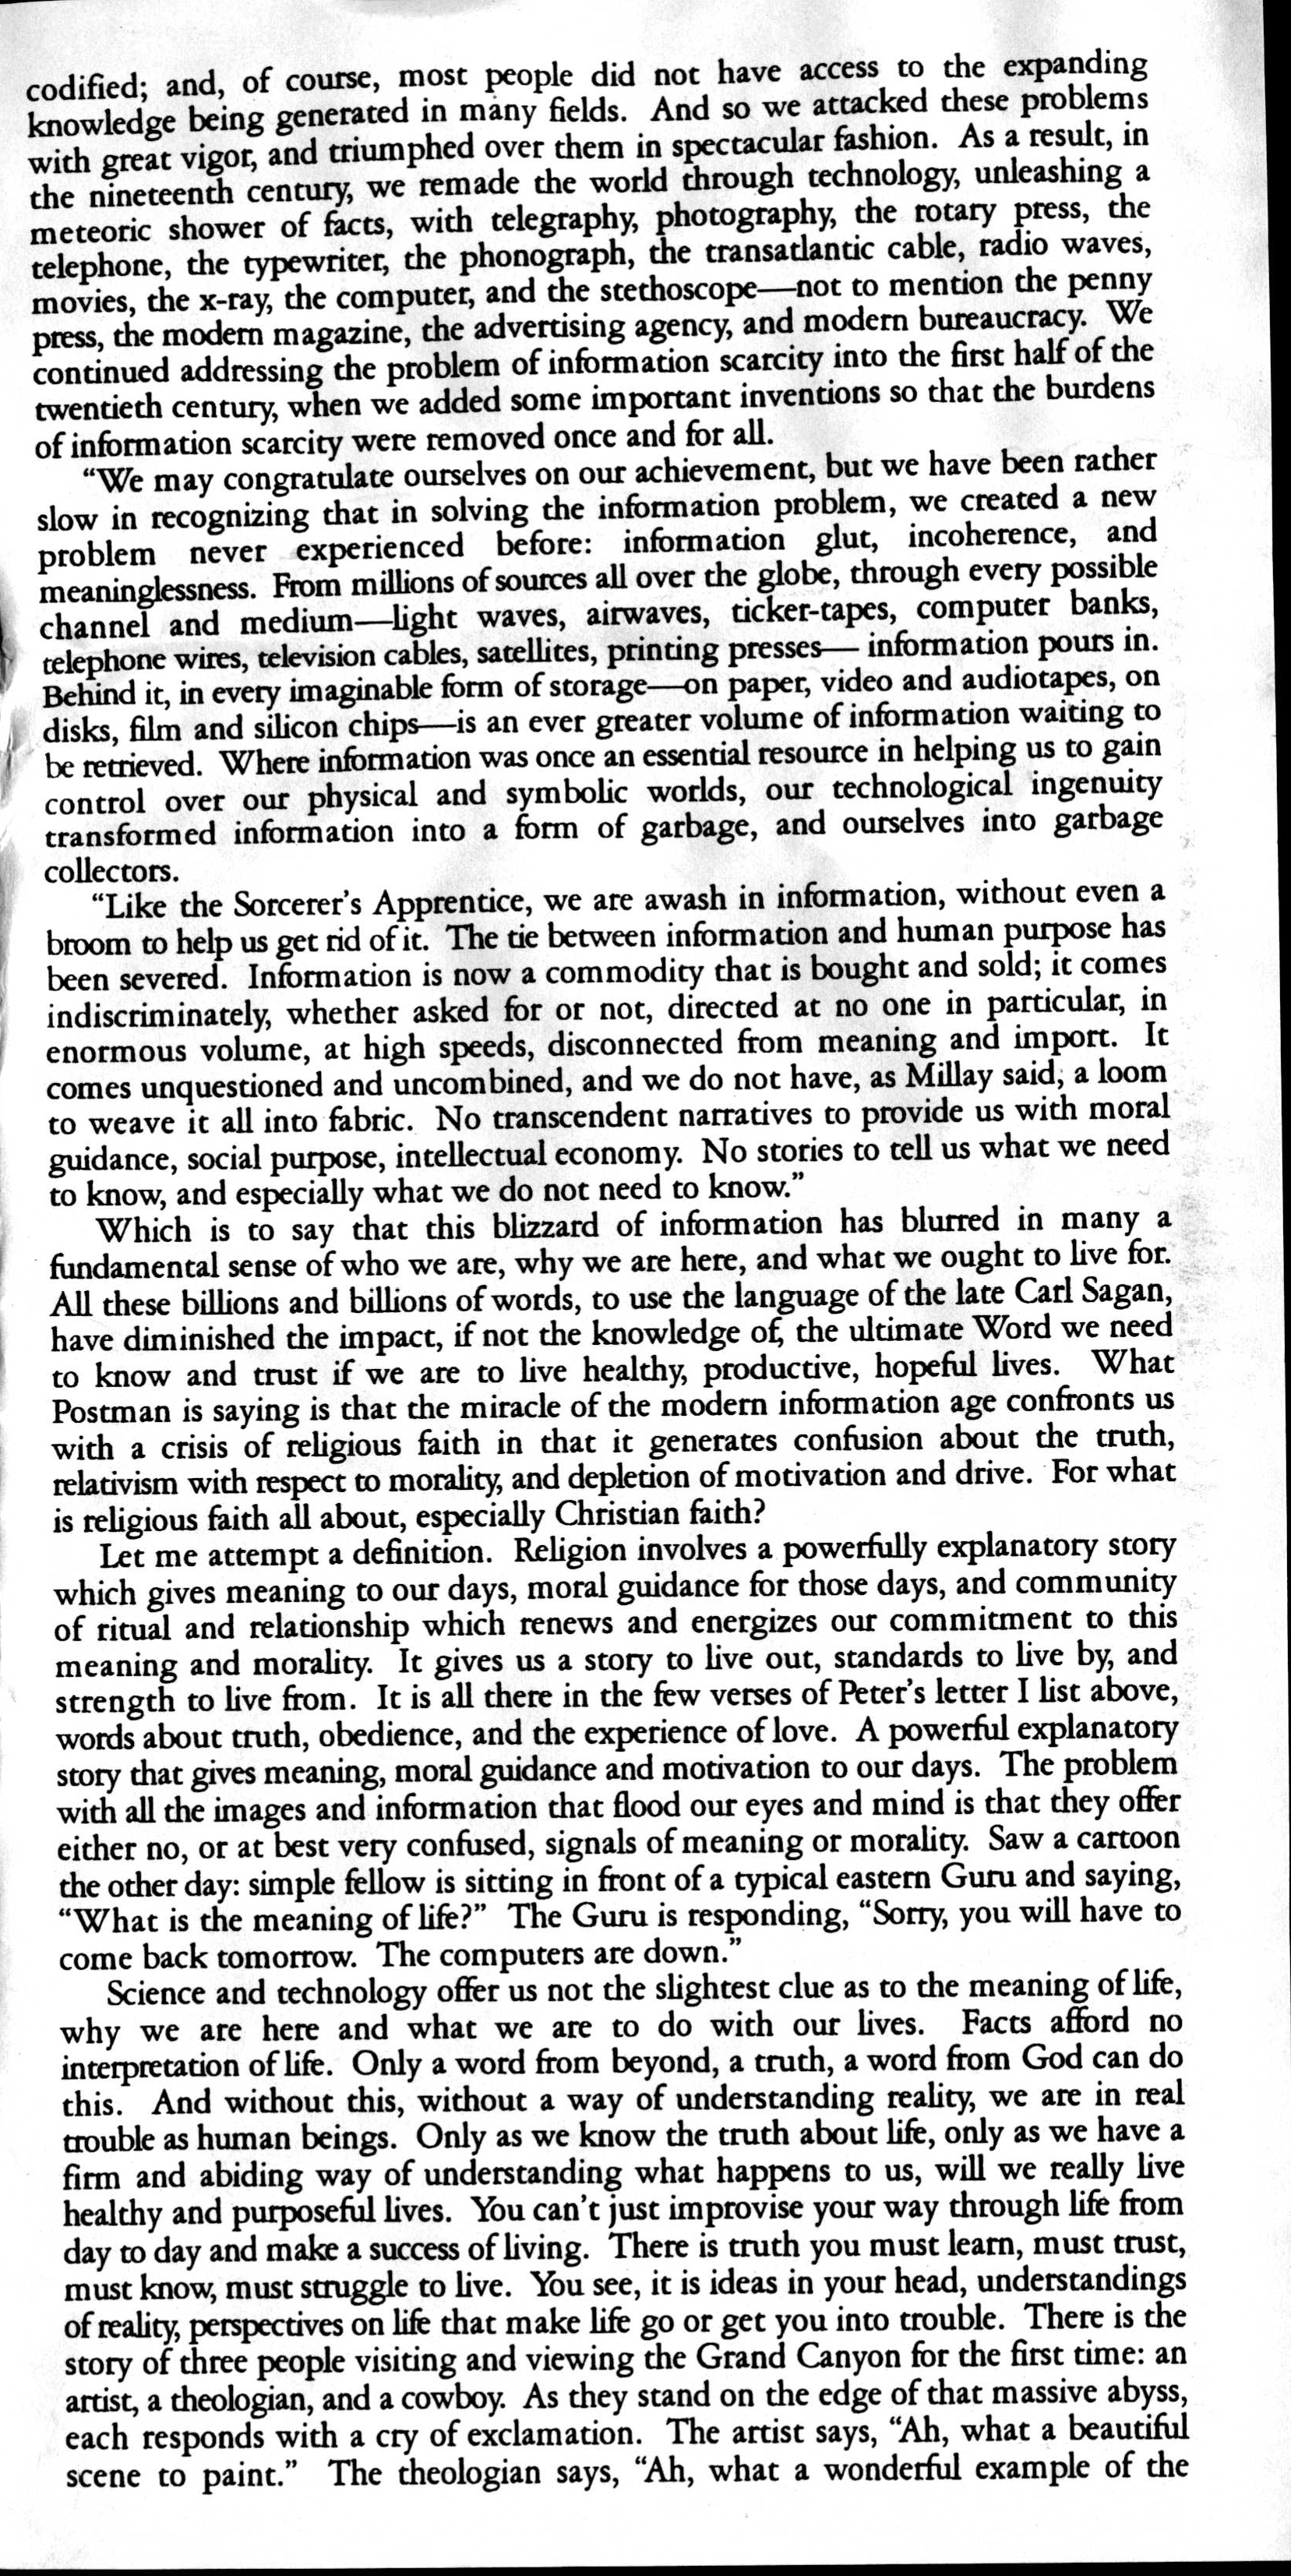 codified; and, of course, most people did not have access to the expanding
knowledge being generated in many fields. And so we attacked these problems
with great vigor, and triumphed over them in spectacular fashion. As a result, in
the nineteenth century, we remade the world through technology, unleashing a
meteoric shower of facts, with telegraphy, photography, the rotary press, the
telephone, the typewriter, the phonograph, the transatlantic cable, radio waves,
movies, the x-ray, the computer, and the stethoscope—not to mention the penny
press, the modern magazine, the advertising agency, and modern bureaucracy. We
continued addressing the problem of information scarcity into the first half of the
twentieth century, when we added some important inventions so that the burdens
of information scarcity were removed once and for all.
“We may congratulate ourselves on our achievement, but we have been rather
slow in recognizing that in solving the information problem, we created a new
problem never experienced before: information glut, incoherence, and
meaninglessness. From millions of sources all over the globe, through every possible
channel and medium—light waves, airwaves, ticker-tapes, computer banks,
telephone wires, television cables, satellites, printing presses— information pours in.
Behind it, in every imaginable form of storage—on paper, video and audiotapes, on
disks, film and silicon chips—is an ever greater volume of information waiting to
be retrieved. Where information was once an essential resource in helping us to gain
control over our physical and symbolic worlds, our technological ingenuity
transformed information into a form of garbage, and ourselves into garbage
collectors.
“Like the Sorcerer’s Apprentice, we are awash in information, without even a
broom to help us get rid of it. The tie between information and human purpose has
been severed. Information is now a commodity that is bought and sold; it comes
indiscriminately, whether asked for or not, directed at no one in particular, in
enormous volume, at high speeds, disconnected from meaning and import. It
comes unquestioned and uncombined, and we do not have, as Millay said, a loom
to weave it all into fabric. No transcendent narratives to provide us with moral
guidance, social purpose, intellectual economy. No stories to tell us what we need
to know, and especially what we do not need to know.”
Which is to say that this blizzard of information has blurred in many a
fundamental sense of who we are, why we are here, and what we ought to live for.
All these billions and billions of words, to use the language of the late Carl Sagan,
have diminished the impact, if not the knowledge of, the ultimate Word we need
to know and trust if we are to live healthy, productive, hopeful lives. What
Postman is saying is that the miracle of the modern information age confronts us
with a crisis of religious faith in that it generates confusion about the truth,
relativism with respect to morality, and depletion of motivation and drive. For what
is religious faith all about, especially Christian faith?
Let me attempt a definition. Religion involves a powerfully explanatory story
which gives meaning to our days, moral guidance for those days, and community
of ritual and relationship which renews and energizes our commitment to this
meaning and morality. It gives us a story to live out, standards to live by, and
strength to live from. It is all there in the few verses of Peter’s letter I list above,
words about truth, obedience, and the experience of love. A powerful explanatory
story that gives meaning, moral guidance and motivation to our days. The problem
with all the images and information that flood our eyes and mind is that they offer
either no, or at best very confused, signals of meaning or morality. Saw a cartoon
the other day: simple fellow is sitting in front of a typical eastern Guru and saying,
“What is the meaning of life?” The Guru is responding, “Sorry, you will have to
come back tomorrow. The computers are down.”
Science and technology offer us not the slightest clue as to the meaning of life,
why we are here and what we are to do with our lives. Facts afford no
interpretation of life. Only a word from beyond, a truth, a word from God can do
this. And without this, without a way of understanding reality, we are in real
trouble as human beings. Only as we know the truth about life, only as we have a
firm and abiding way of understanding what happens to us, will we really live
healthy and purposeful lives. You can’t just improvise your way through life from
day to day and make a success of living. There is truth you must learn, must trust,
must know, must struggle to live. You see, it is ideas in your head, understandings
of reality, perspectives on life that make life go or get you into trouble. There is the
story of three people visiting and viewing the Grand Canyon for the first time: an
artist, a theologian, and a cowboy. As they stand on the edge of that massive abyss,
each responds with a cry of exclamation. The artist says, “Ah, what a beautiful
scene to paint.” The theologian says, “Ah, what a wonderful example of the